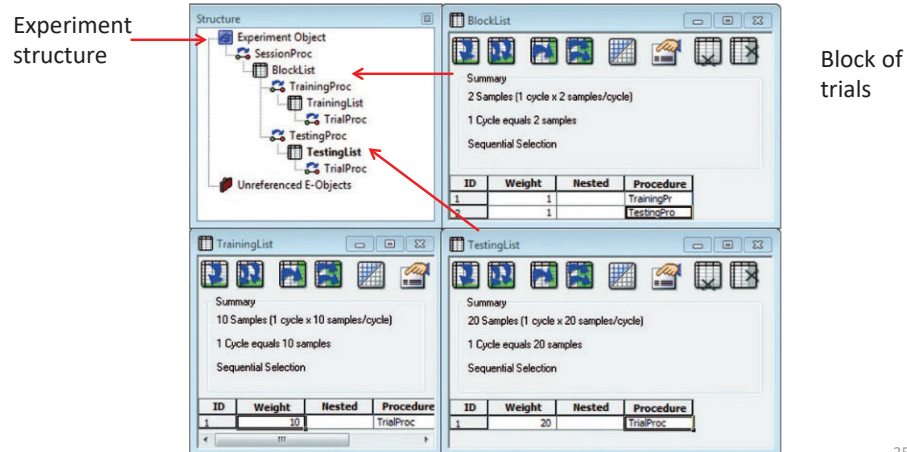 Experiment
structure
Structure
Experiment Object
SessionProc
BlockList
TrainingProc
TrainingList
TrialProc
TestingProc
TestingList
TrialProc
Unreferenced E-Objects
BlockList
Summary
2 Samples (1 cycle x 2 samples/cycle)
1 Cycle equals 2 samples
Sequential Selection
ID Weight Nested Procedure
1 1 TrainingPr
2 1 TestingPro
Block of
trials
TrainingList
Summary
10 Samples (1 cycle x 10 samples/cycle)
1 Cycle equals 10 samples
Sequential Selection
ID Weight Nested Procedure
1 10 TrialProc
TestingList
Summary
20 Samples (1 cycle x 20 samples/cycle)
1 Cycle equals 20 samples
Sequential Selection
ID Weight Nested Procedure
1 20 TrialProc